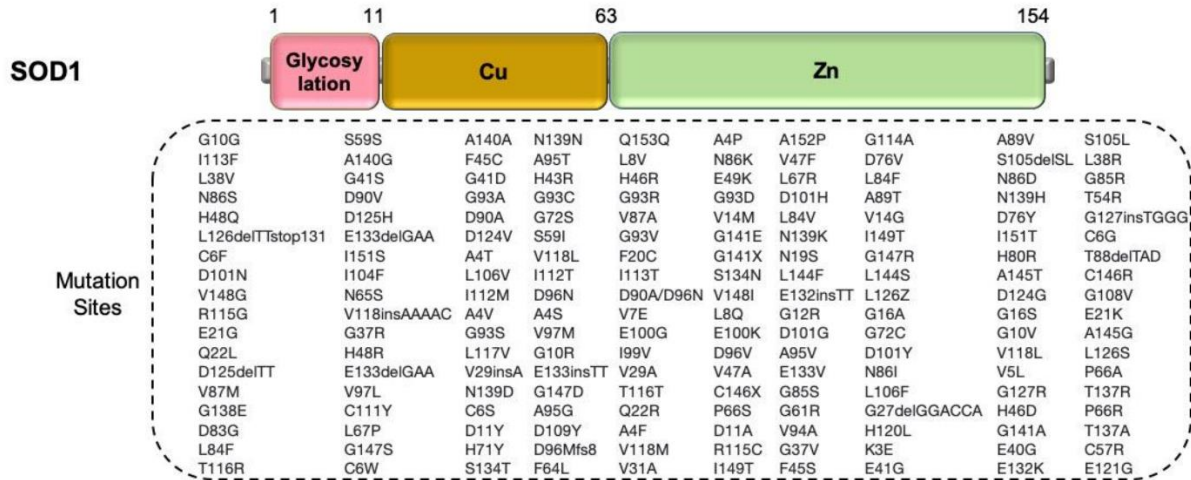 1 11 63 154
SOD1
Glycosy
lation
Cu
Zn
Mutation
Sites
G10G S59S A140A N139N Q153Q A4P A152P G114A A89V S105L
I113F A140G F45C A95T L8V N86K V47F D76V S105delSL L38R
L38V G41S G41D H43R H46R E49K L67R L84F N86D G85R
N86S D90V G93A G93C G93R G93D D101H A89T N139H T54R
H48Q D125H D90A G72S V87A V14M L84V V14G D76Y G127insTGGG
L126delTTstop131 E133delGAA D124V S59I G93V G141E N139K I149T I151T C6G
C6F I151S A4T V118L F20C G141X N19S G147R H80R T88delTAD
D101N I104F L106V I112T I113T S134N L144F L144S A145T C146R
V148G N65S I112M D96N D90A/D96N V148I E132insTT L126Z D124G G108V
R115G V118insAAAAC A4V A4S V7E L8Q G12R G16A G16S E21K
E21G G37R G93S V97M E100G E100K D101G G72C G10V A145G
Q22L H48R L117V G10R I99V D96V A95V D101Y V118L L126S
D125delTT E133delGAA V29insA E133insTT V29A V47A E133V N86I V5L P66A
V87M V97L N139D G147D T116T C146X G85S L106F G127R T137R
G138E C111Y C6S A95G Q22R P66S G61R G27delGGACCA H46D P66R
D83G L67P D11Y D109Y A4F D11A V94A H120L G141A T137A
L84F G147S H71Y D96Mfs8 V118M R115C G37V K3E E40G C57R
T116R C6W S134T F64L V31A I149T F45S E41G E132K E121G